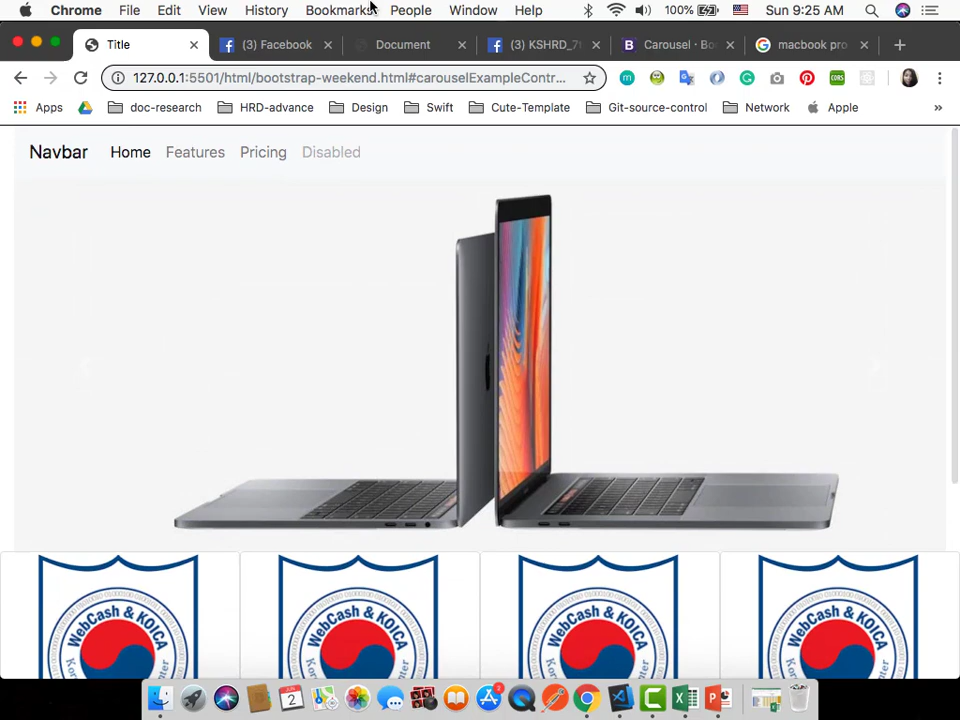 Chrome File Edit View History Bookmarks People Window Help 100% Sun 9:25 AM
Title (3) Facebook Document (3) KSHRD_7t Carousel · Bo macbook pro
127.0.0.1:5501/html/bootstrap-weekend.html#carouselExampleContr...
Apps doc-research HRD-advance Design Swift Cute-Template Git-source-control Network Apple »
Navbar Home Features Pricing Disabled
WebCash & KOICA WebCash & KOICA WebCash & KOICA WebCash & KOICA